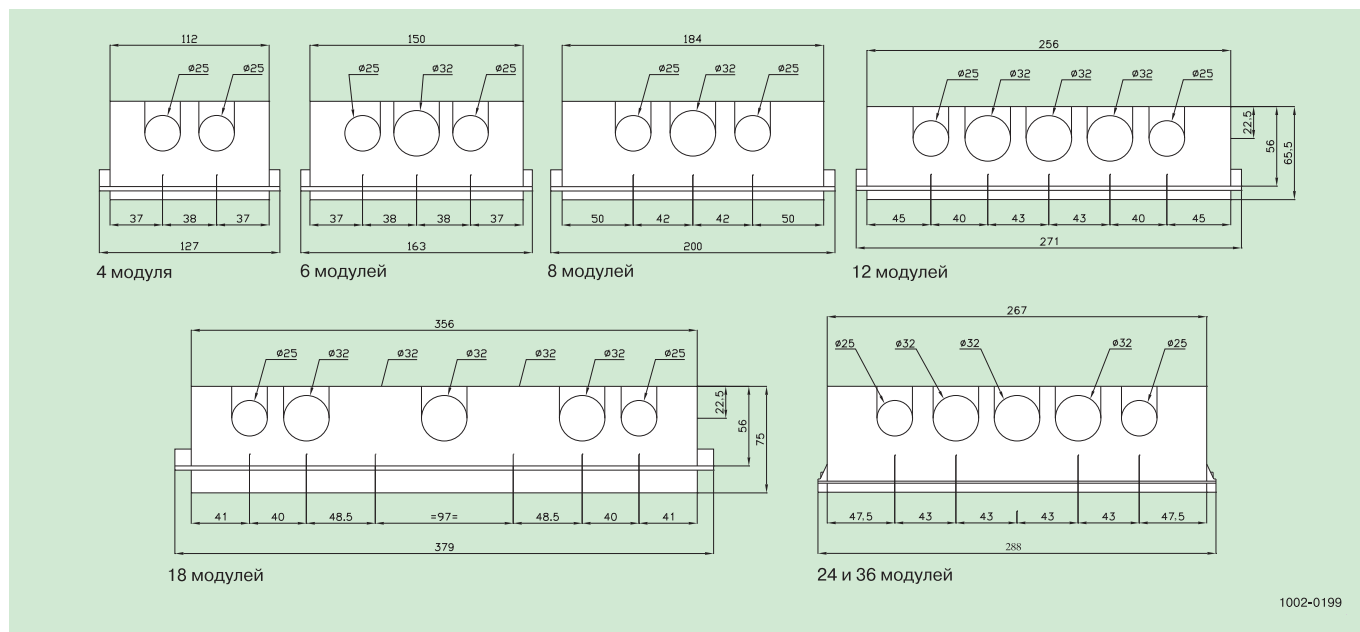 112
ø25 ø25
37 38 37
127
4 модуля
150
ø25 ø32 ø25
37 38 38 37
163
6 модулей
184
ø25 ø32 ø25
50 42 42 50
200
8 модулей
256
ø25 ø32 ø32 ø32 ø25
22.5
56
65.5
45 40 43 43 40 45
271
12 модулей
356
ø25 ø32 ø32 ø32 ø32 ø32 ø25
22.5
56
75
41 40 48.5 =97= 48.5 40 41
379
18 модулей
267
ø25 ø32 ø32 ø32 ø25
47.5 43 43 43 43 47.5
288
24 и 36 модулей
1002-0199